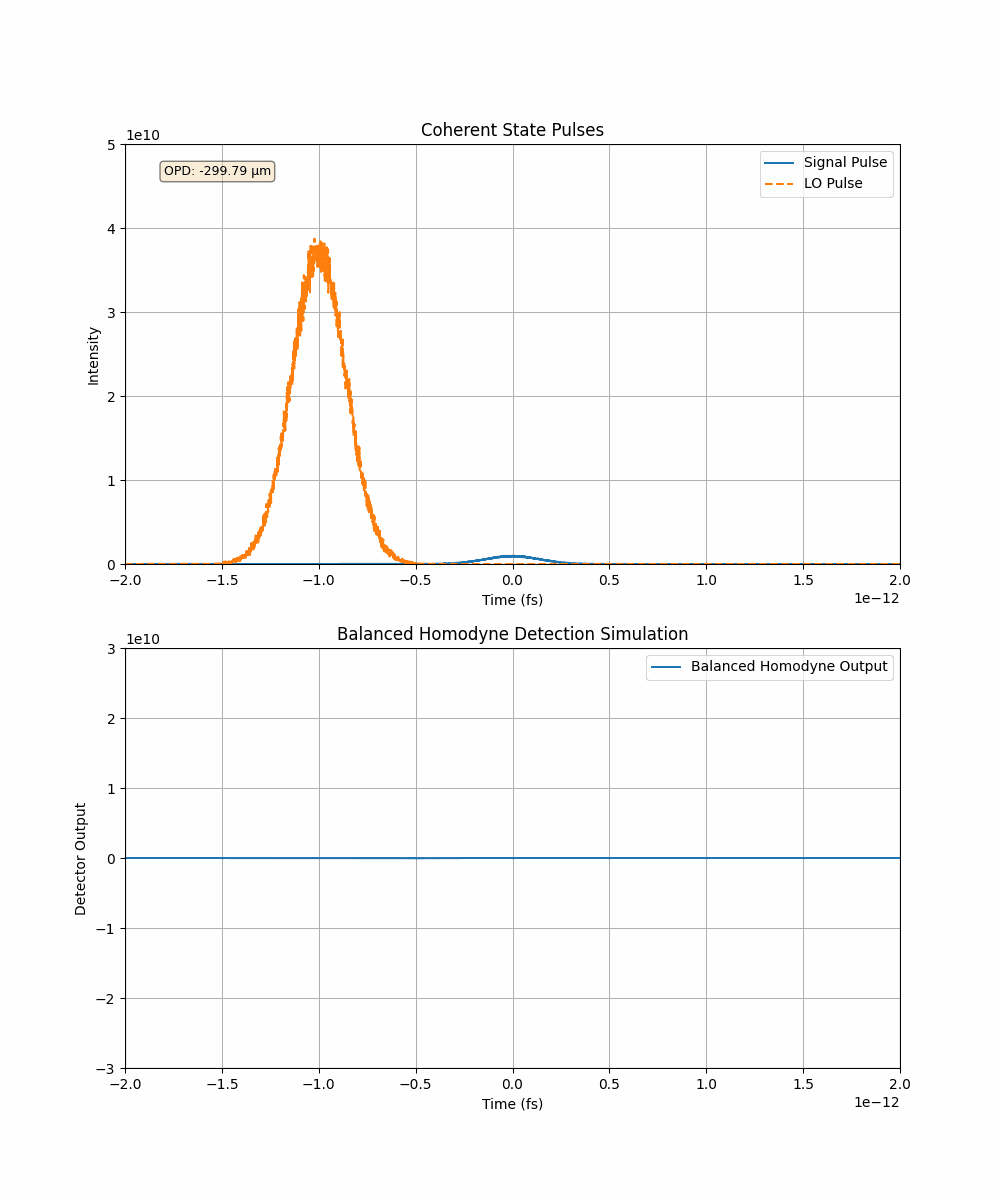 Coherent State Pulses
1e10
OPD: -299.79 μm
Signal Pulse
LO Pulse
5
4
3
2
1
0
Intensity
−2.0 −1.5 −1.0 −0.5 0.0 0.5 1.0 1.5 2.0
Time (fs)
1e−12
Balanced Homodyne Detection Simulation
1e10
Balanced Homodyne Output
3
2
1
0
−1
−2
−3
Detector Output
−2.0 −1.5 −1.0 −0.5 0.0 0.5 1.0 1.5 2.0
Time (fs)
1e−12